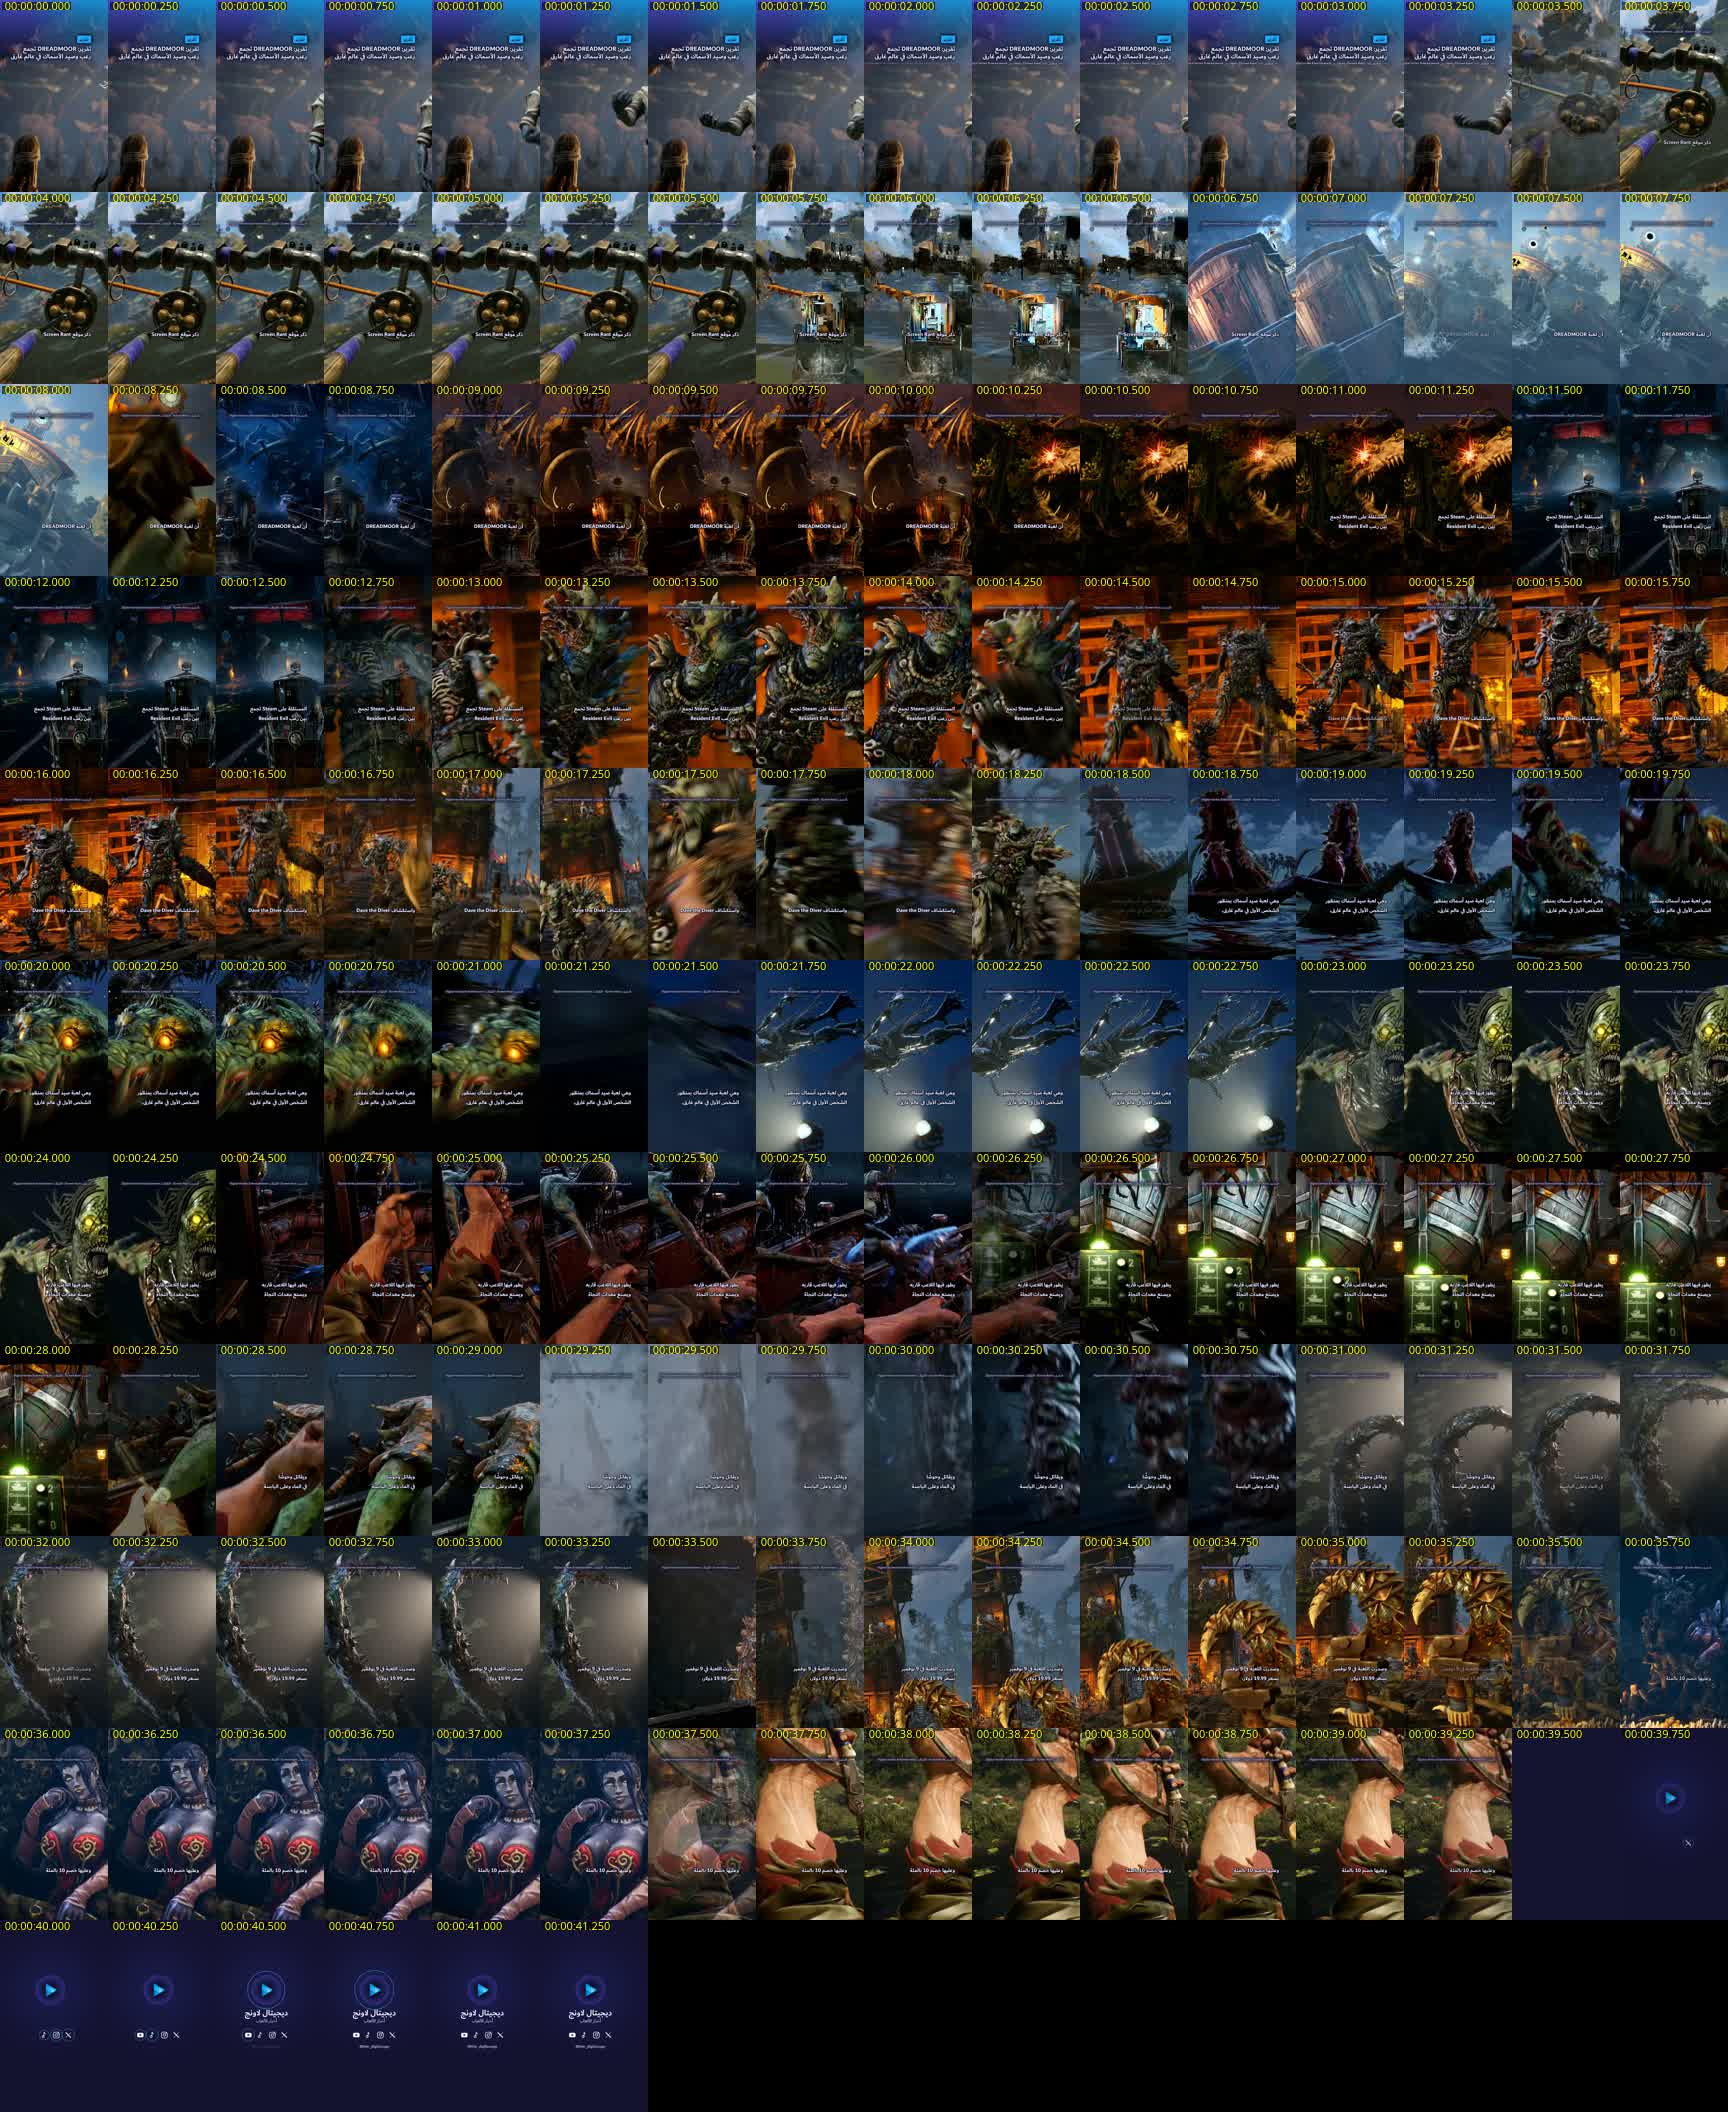 تقرير
تقرير: DREADMOOR تجمع
رعب وصيد الأسماك في عالم غارق
ذكر موقع Screen Rant
أن لعبة DREADMOOR
المستقلة على Steam تجمع
بين رعب Resident Evil
واستكشاف Dave the Diver
وهي لعبة صيد أسماك بمنظور
الشخص الأول في عالم غارق،
يطور فيها اللاعب قاربه
ويصنع معدات النجاة
ويقاتل وحوشًا
في الماء وعلى اليابسة
وصدرت اللعبة في 9 نوفمبر
بسعر 19.99 دولار،
وعليها خصم 10 بالمئة
ديجيتال لاونج
أخبار الألعاب